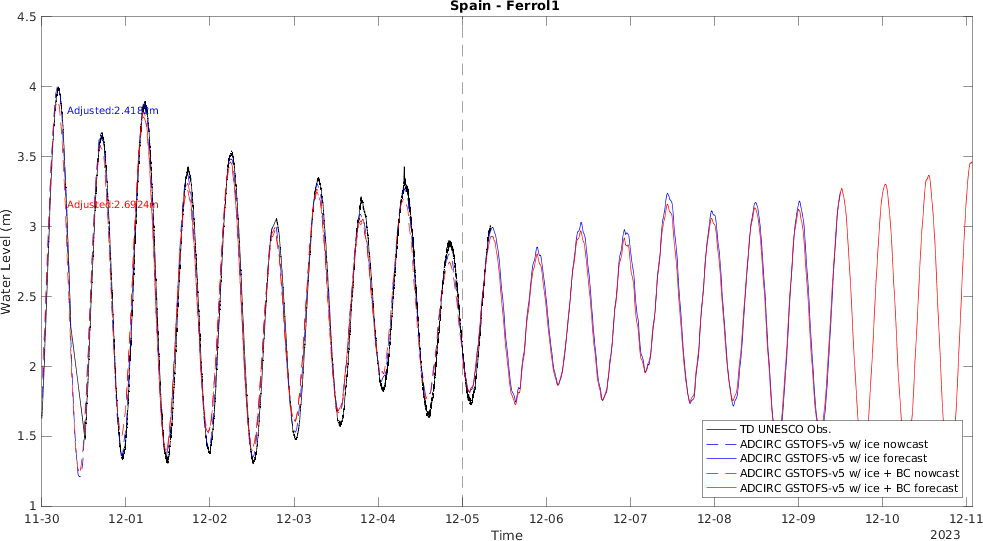 Spain - Ferrol1
4.5
4
3.5
3
2.5
2
1.5
1
Water Level (m)
Adjusted:2.6924m
TD UNESCO Obs.
ADCIRC GSTOFS-v5 w/ ice nowcast
ADCIRC GSTOFS-v5 w/ ice forecast
ADCIRC GSTOFS-v5 w/ ice + BC nowcast
ADCIRC GSTOFS-v5 w/ ice + BC forecast
11-30 12-01 12-02 12-03 12-04 12-05 12-06 12-07 12-08 12-09 12-10 12-11
Time
2023